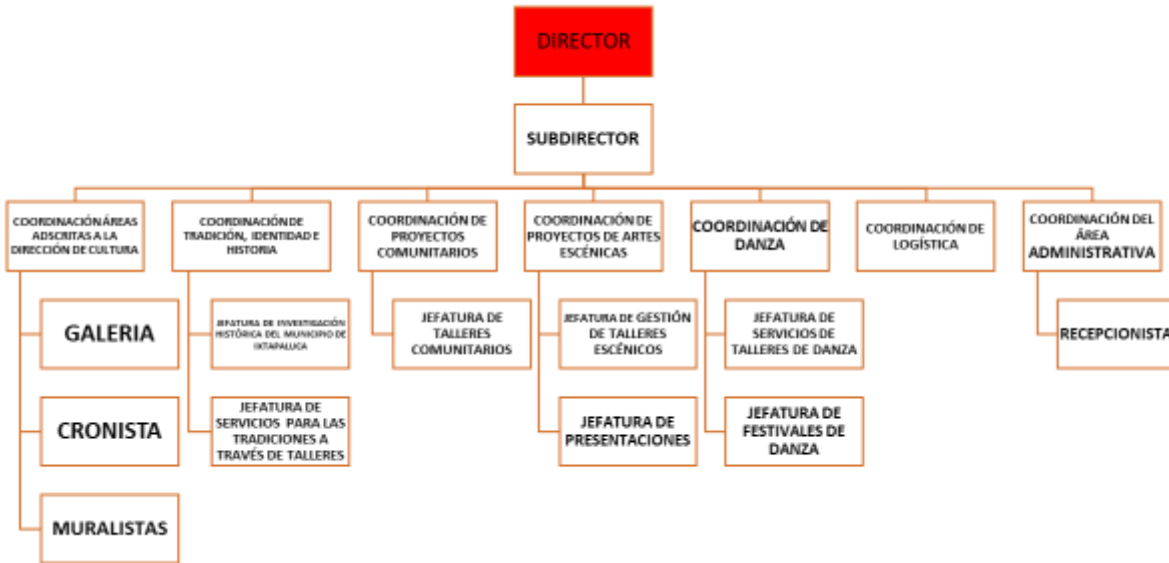 DIRECTOR
SUBDIRECTOR
COORDINACIÓN ÁREAS
ADSCRITAS A LA
DIRECCIÓN DE CULTURA
COORDINACIÓN DE
TRADICIÓN, IDENTIDAD E
HISTORIA
COORDINACIÓN DE
PROYECTOS
COMUNITARIOS
COORDINACIÓN DE
PROYECTOS DE ARTES
ESCÉNICAS
COORDINACIÓN DE
DANZA
COORDINACIÓN DE
LOGÍSTICA
COORDINACIÓN DEL
ÁREA
ADMINISTRATIVA
GALERIA
JEFATURA DE INVESTIGACIÓN
HISTÓRICA DEL MUNICIPIO DE
IXTAPALUCA
JEFATURA DE
TALLERES
COMUNITARIOS
JEFATURA DE GESTIÓN
DE TALLERES
ESCÉNICOS
JEFATURA DE
SERVICIOS DE
TALLERES DE DANZA
RECEPCIONISTA
CRONISTA
JEFATURA DE
SERVICIOS PARA LAS
TRADICIONES A
TRAVÉS DE TALLERES
JEFATURA DE
PRESENTACIONES
JEFATURA DE
FESTIVALES DE
DANZA
MURALISTAS